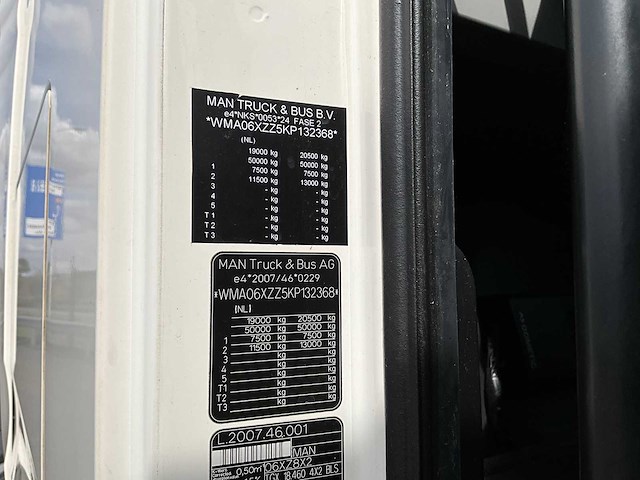 MAN TRUCK & BUS B.V.
e4*NKS*0053*24 FASE 2
*WMA06XZZ5KP132368*
(NL)
19000 kg 20500 kg
50000 kg 50000 kg
1 7500 kg 7500 kg
2 11500 kg 13000 kg
3 - kg - kg
4 - kg - kg
5 - kg - kg
T1 - kg - kg
T2 - kg - kg
T3 - kg - kg
MAN Truck & Bus AG
e4*2007/46*0229
*WMA06XZZ5KP132368*
(NL)
19000 kg 20500 kg
50000 kg 50000 kg
1 7500 kg 7500 kg
2 11500 kg 13000 kg
3 kg kg
4 kg kg
5 kg kg
T1 kg kg
T2 kg kg
T3 kg kg
L.2007.46.001
MAN
0,50m 06XZ8X2
TGX 18.460 4X2 BLS